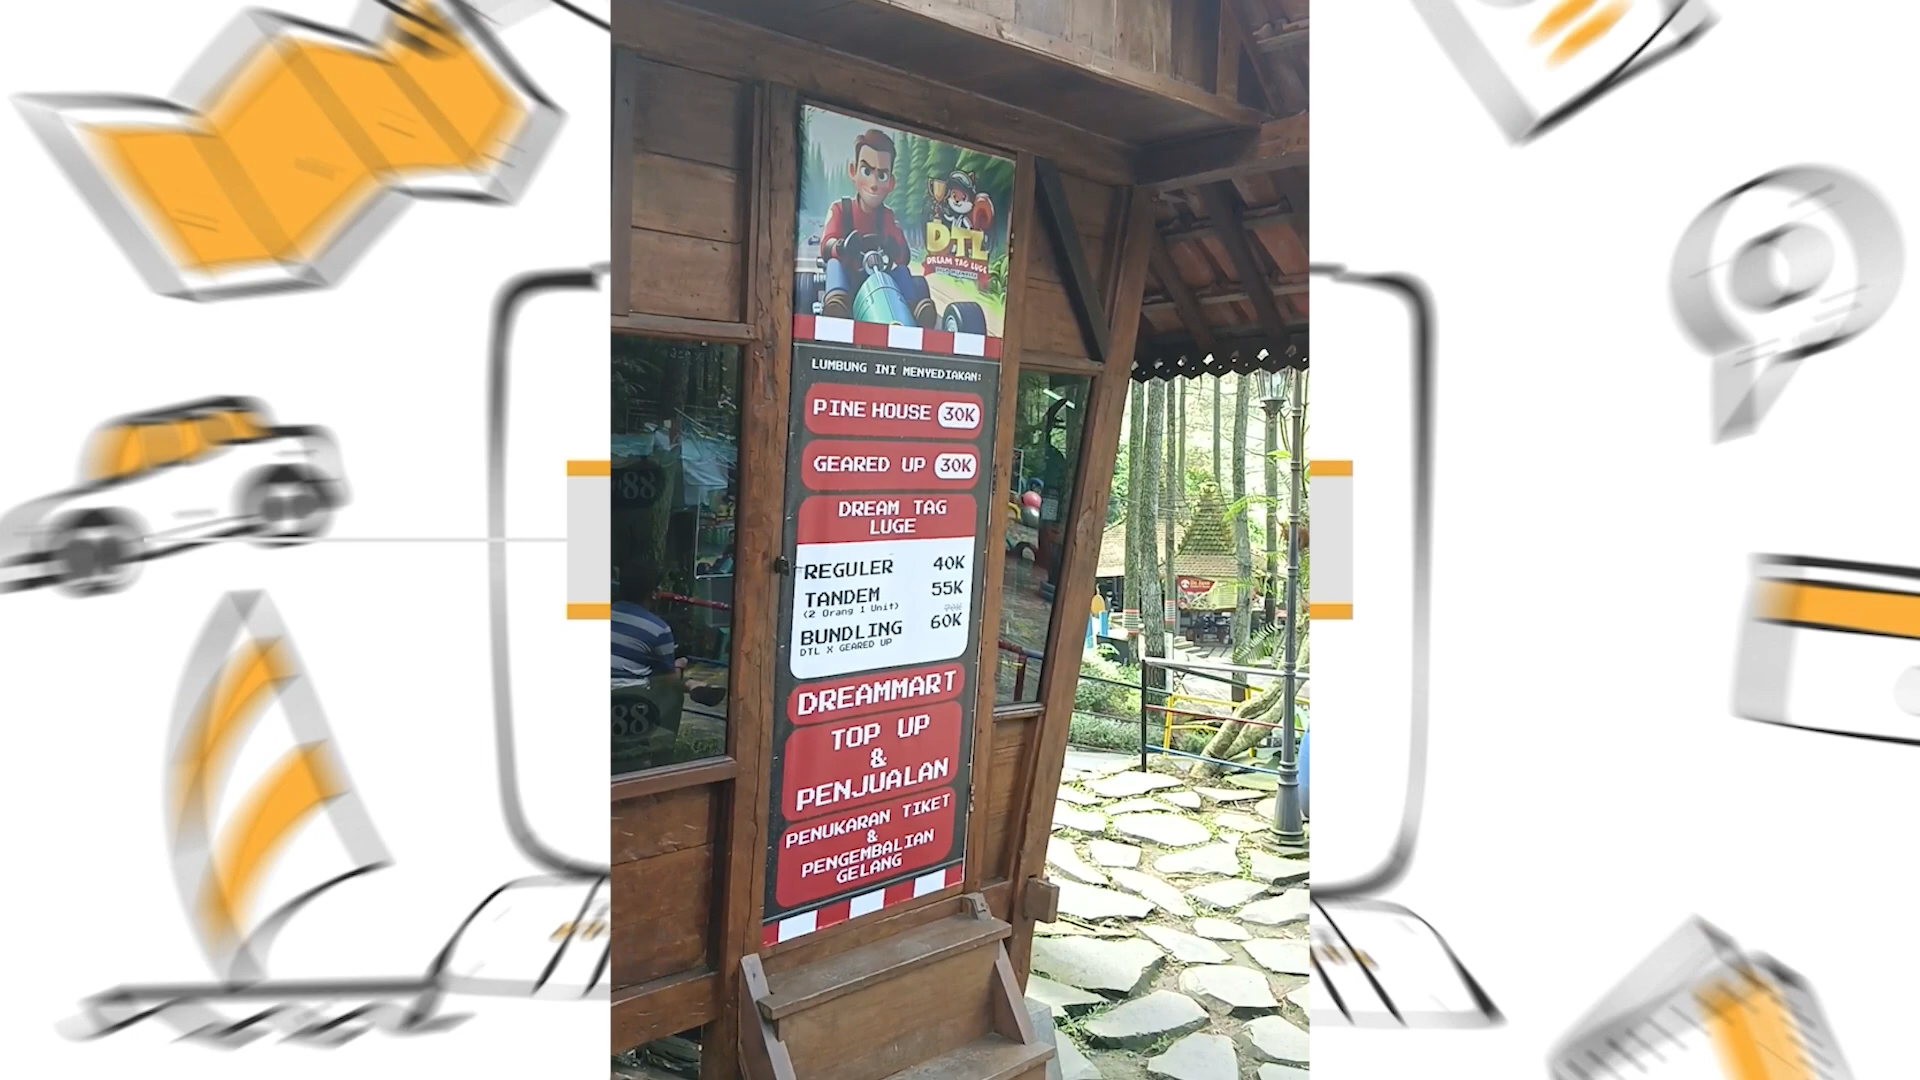 DTL
DREAM TAG LUGE
LUMBUNG INI MENYEDIAKAN:
PINE HOUSE 30K
GEARED UP 30K
DREAM TAG
LUGE
REGULER 40K
TANDEM 55K
(2 Orang 1 Unit)
70K
BUNDLING 60K
DTL X GEARED UP
DREAMMART
TOP UP
&
PENJUALAN
PENUKARAN TIKET
&
PENGEMBALIAN
GELANG